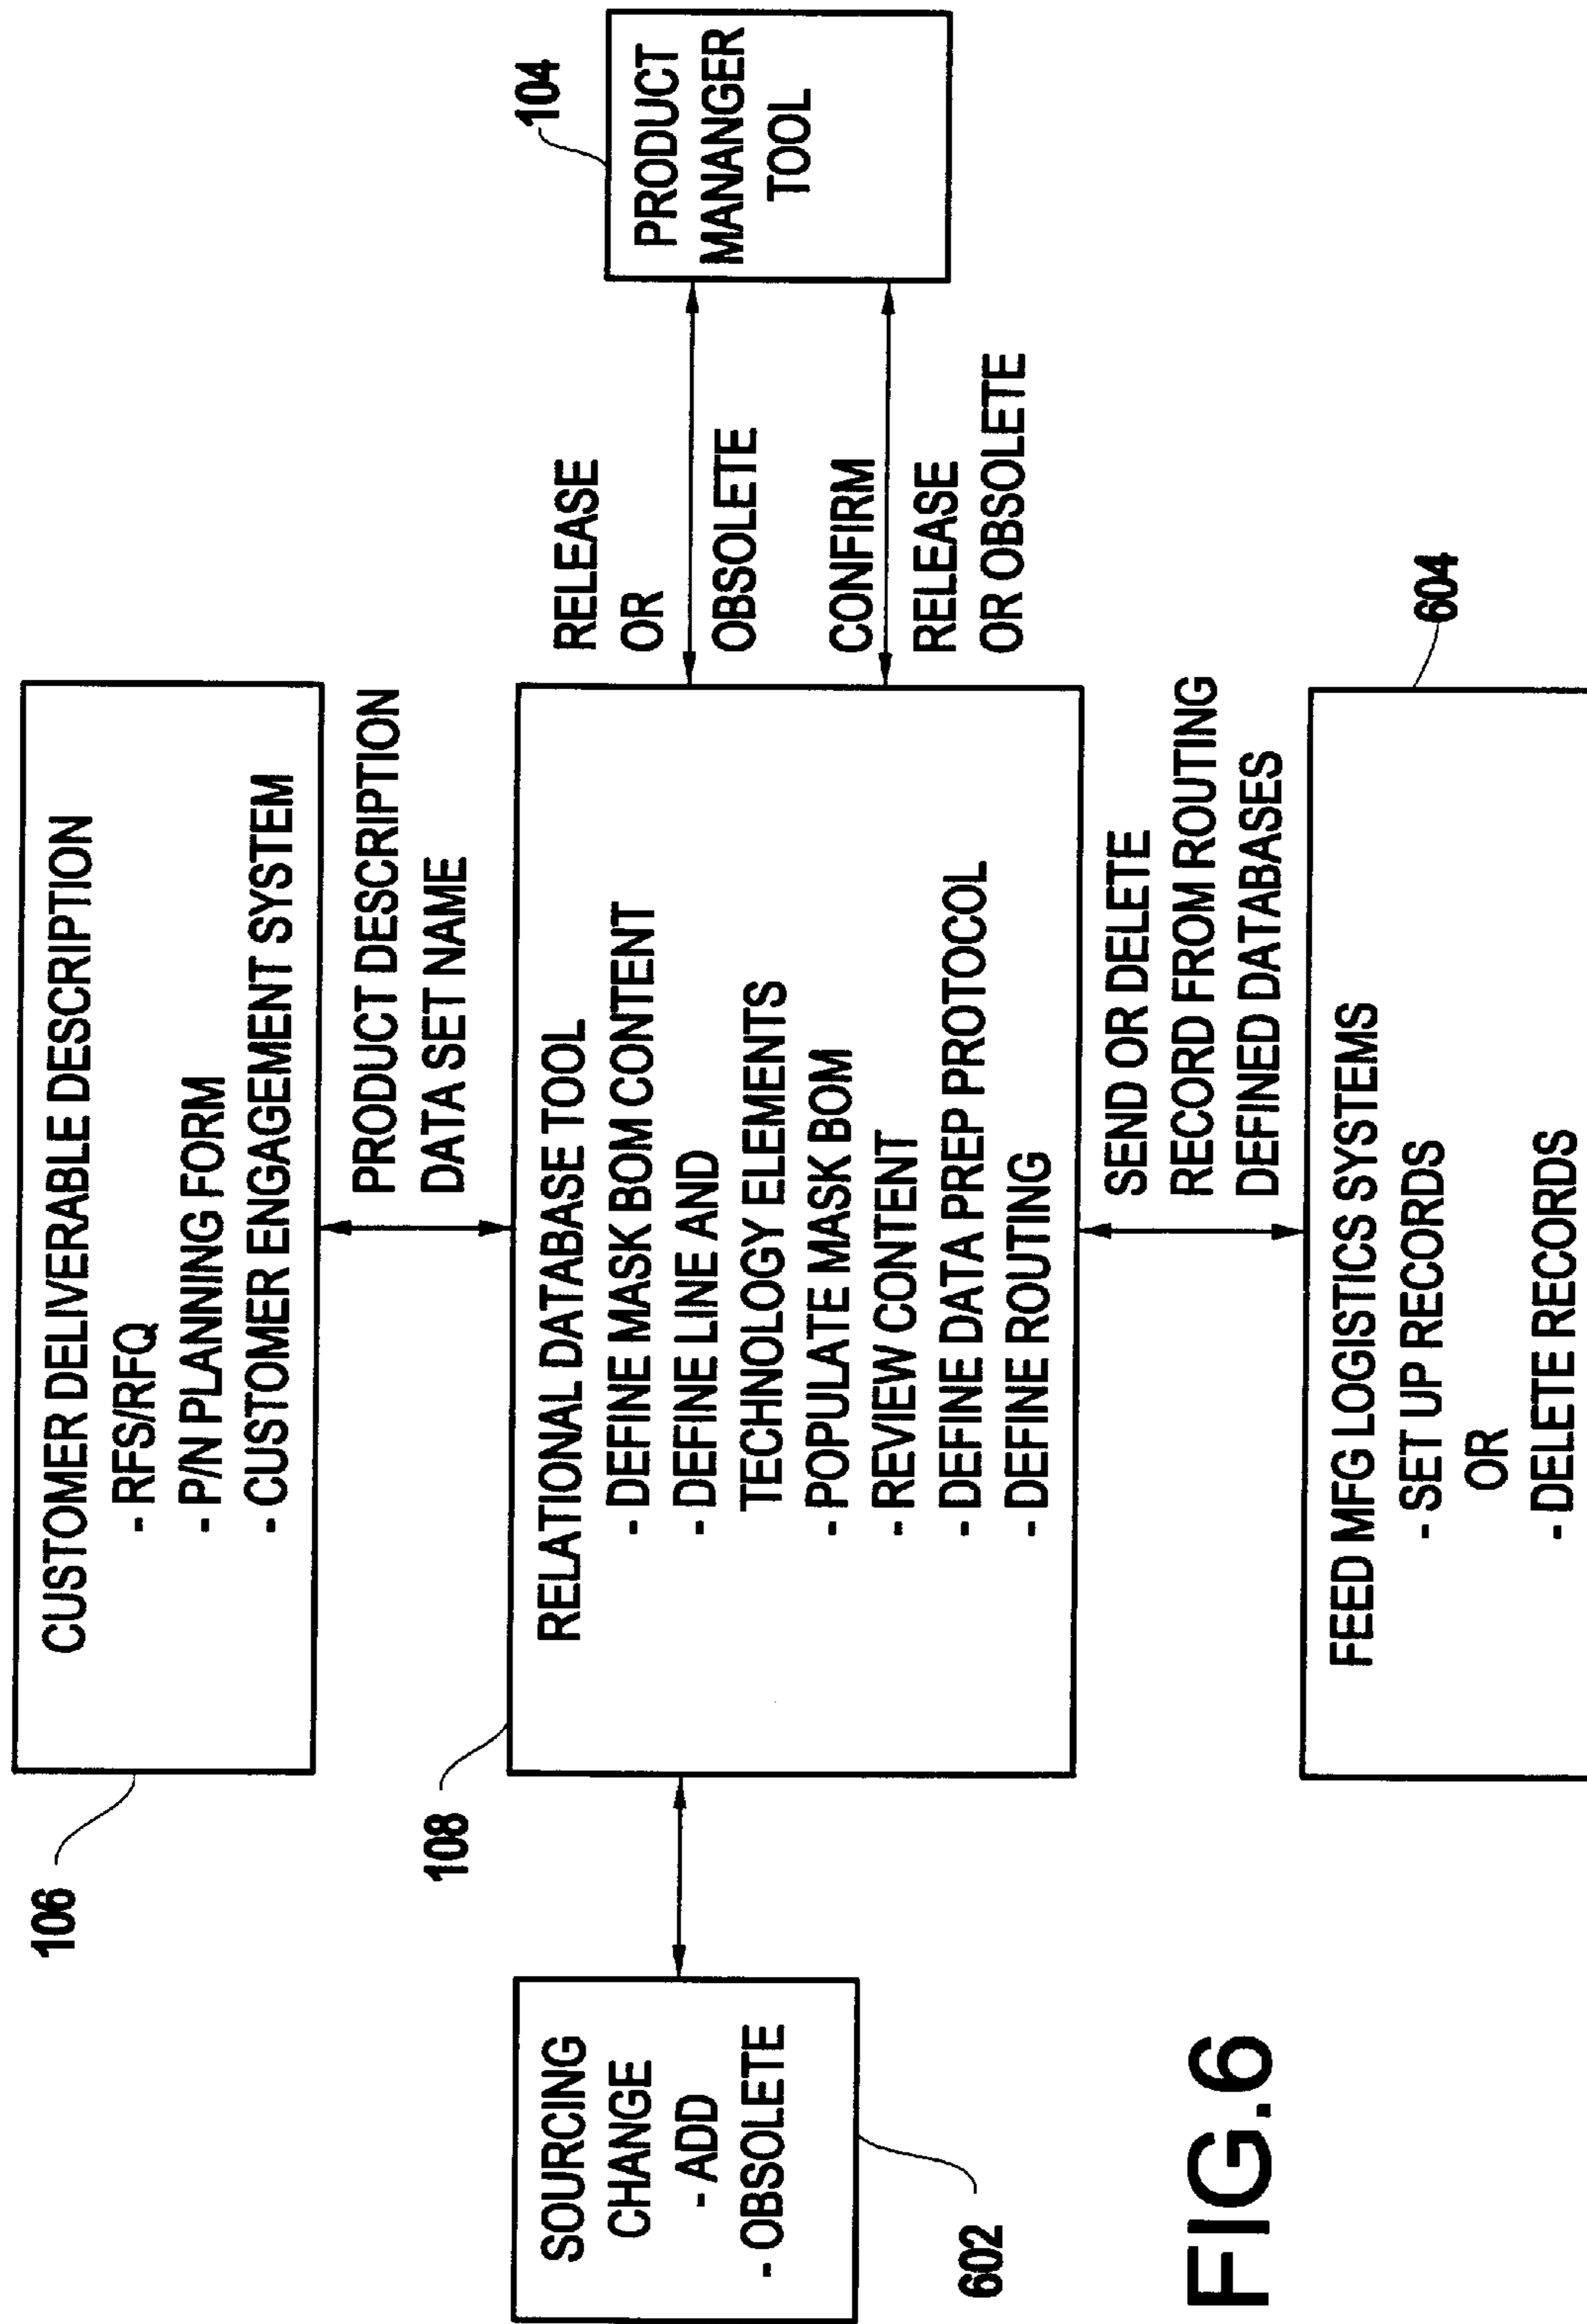 106
CUSTOMER DELIVERABLE DESCRIPTION
- RFS/RFQ
- P/N PLANNING FORM
- CUSTOMER ENGAGEMENT SYSTEM
PRODUCT DESCRIPTION
DATA SET NAME
108
RELATIONAL DATABASE TOOL
- DEFINE MASK BOM CONTENT
- DEFINE LINE AND
TECHNOLOGY ELEMENTS
- POPULATE MASK BOM
- REVIEW CONTENT
- DEFINE DATA PREP PROTOCOL
- DEFINE ROUTING
SOURCING
CHANGE
- ADD
- OBSOLETE
602
RELEASE
OR
OBSOLETE
CONFIRM
RELEASE
OR OBSOLETE
104
PRODUCT
MANANGER
TOOL
SEND OR DELETE
RECORD FROM ROUTING
DEFINED DATABASES
604
FEED MFG LOGISTICS SYSTEMS
- SET UP RECORDS
OR
- DELETE RECORDS
FIG.6